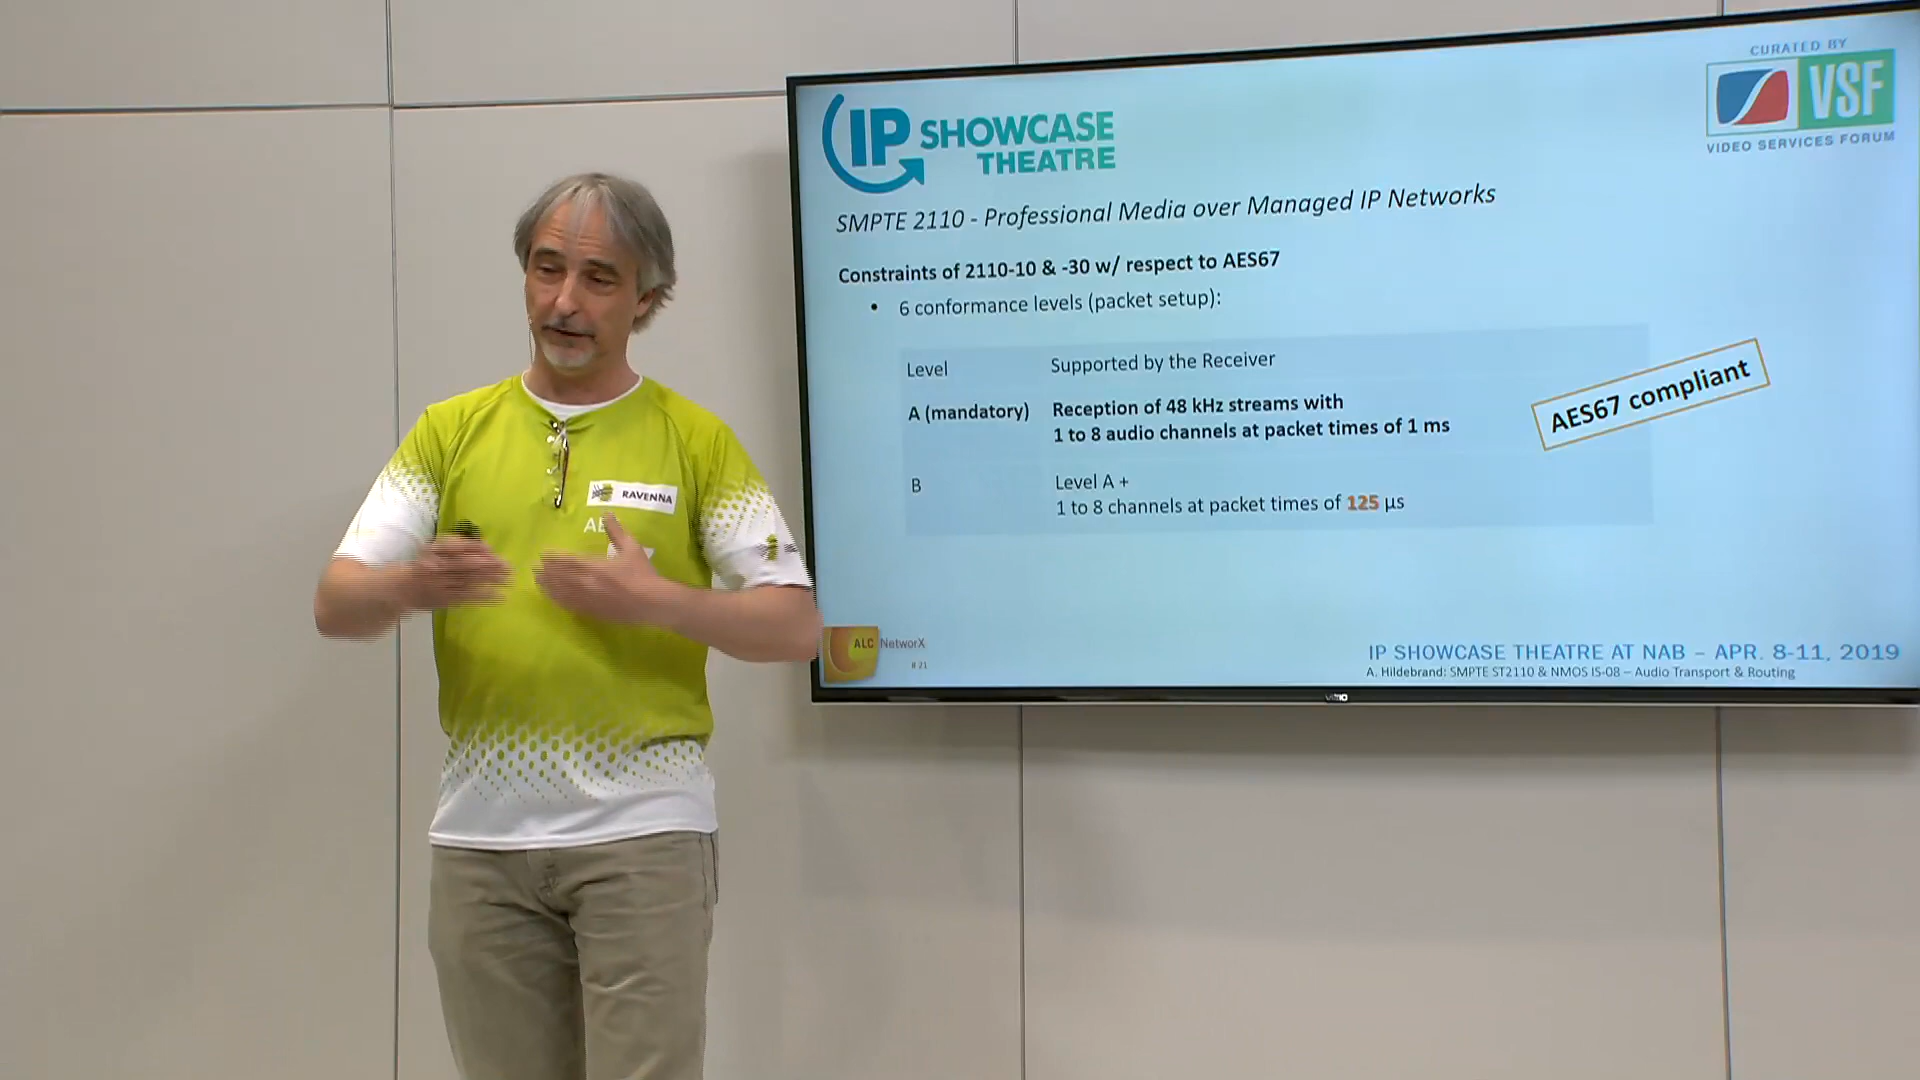 CURATED BY
VSF
VIDEO SERVICES FORUM
IP SHOWCASE
THEATRE
SMPTE 2110 - Professional Media over Managed IP Networks
Constraints of 2110-10 & -30 w/ respect to AES67
• 6 conformance levels (packet setup):
Level Supported by the Receiver
A (mandatory) Reception of 48 kHz streams with
1 to 8 audio channels at packet times of 1 ms
AES67 compliant
B Level A +
1 to 8 channels at packet times of 125 µs
RAVENNA
ALC NetworX
# 21
IP SHOWCASE THEATRE AT NAB – APR. 8-11, 2019
A. Hildebrand: SMPTE ST2110 & NMOS IS-08 – Audio Transport & Routing
VIZIO